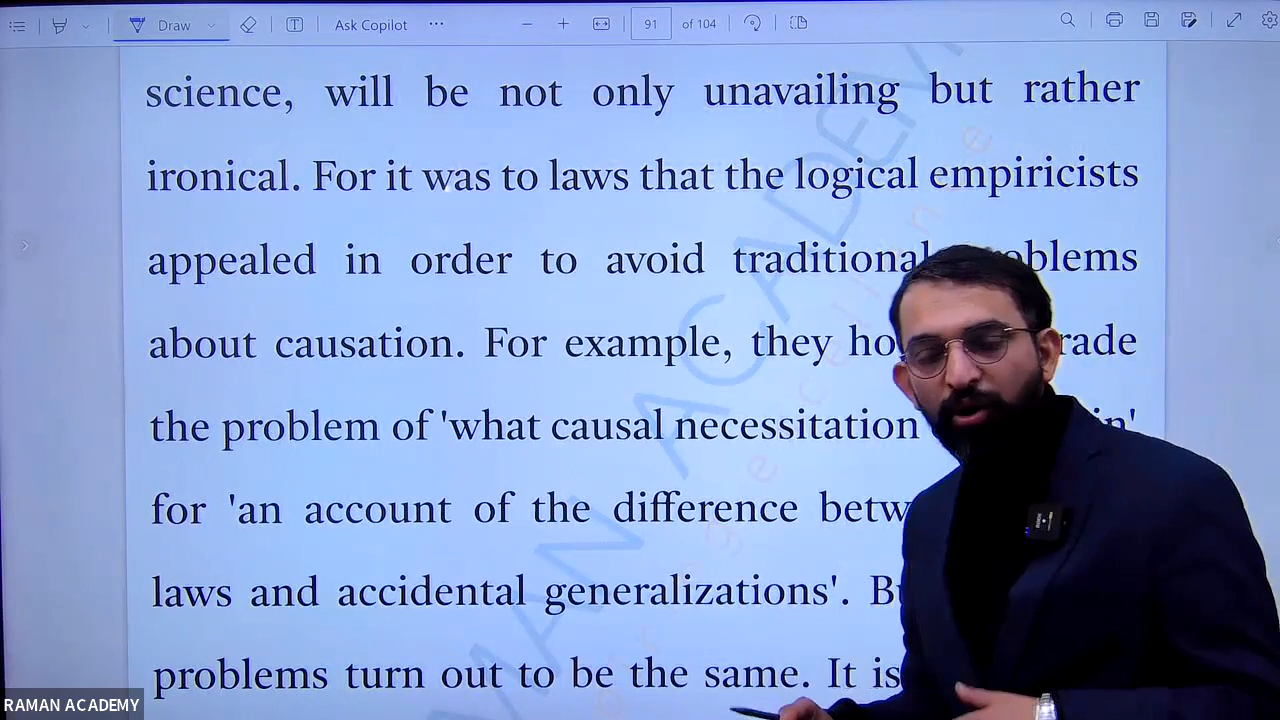 Draw
Ask Copilot
91 of 104
science, will be not only unavailing but rather
ironical. For it was to laws that the logical empiricists
appealed in order to avoid traditional
about causation. For example, they
the problem of 'what causal necessitation
for 'an account of the difference
laws and accidental generalizations'.
problems turn out to be the same. It is
RAMAN ACADEMY